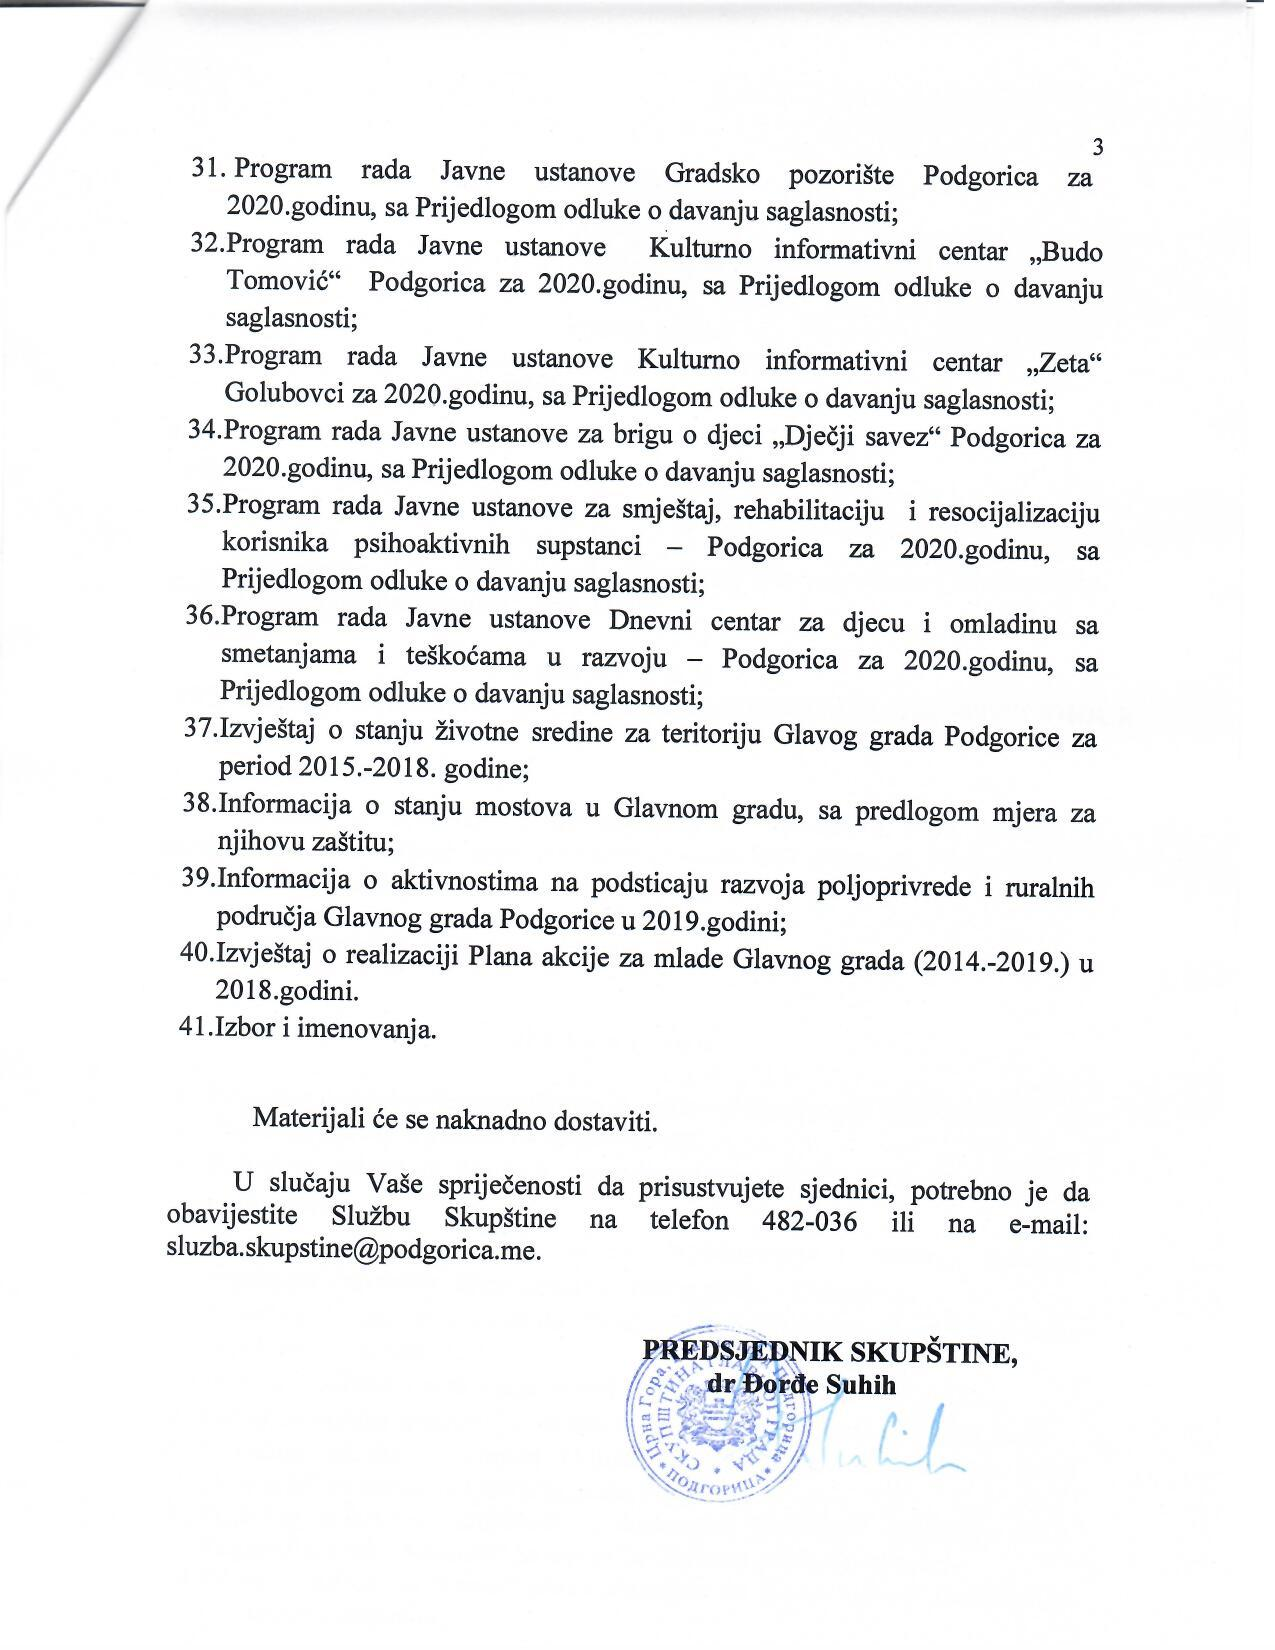 3
31. Program rada Javne ustanove Gradsko pozorište Podgorica za
2020.godinu, sa Prijedlogom odluke o davanju saglasnosti;
32.Program rada Javne ustanove Kulturno informativni centar „Budo
Tomović“ Podgorica za 2020.godinu, sa Prijedlogom odluke o davanju
saglasnosti;
33.Program rada Javne ustanove Kulturno informativni centar „Zeta“
Golubovci za 2020.godinu, sa Prijedlogom odluke o davanju saglasnosti;
34.Program rada Javne ustanove za brigu o djeci „Dječji savez“ Podgorica za
2020.godinu, sa Prijedlogom odluke o davanju saglasnosti;
35.Program rada Javne ustanove za smještaj, rehabilitaciju i resocijalizaciju
korisnika psihoaktivnih supstanci – Podgorica za 2020.godinu, sa
Prijedlogom odluke o davanju saglasnosti;
36.Program rada Javne ustanove Dnevni centar za djecu i omladinu sa
smetanjama i teškoćama u razvoju – Podgorica za 2020.godinu, sa
Prijedlogom odluke o davanju saglasnosti;
37.Izvještaj o stanju životne sredine za teritoriju Glavog grada Podgorice za
period 2015.-2018. godine;
38.Informacija o stanju mostova u Glavnom gradu, sa predlogom mjera za
njihovu zaštitu;
39.Informacija o aktivnostima na podsticaju razvoja poljoprivrede i ruralnih
područja Glavnog grada Podgorice u 2019.godini;
40.Izvještaj o realizaciji Plana akcije za mlade Glavnog grada (2014.-2019.) u
2018.godini.
41.Izbor i imenovanja.
Materijali će se naknadno dostaviti.
U slučaju Vaše spriječenosti da prisustvujete sjednici, potrebno je da
obavijestite Službu Skupštine na telefon 482-036 ili na e-mail:
sluzba.skupstine@podgorica.me.
PREDSJEDNIK SKUPŠTINE,
dr Đorđe Suhih
Црна Гора,
СКУПШТИНА ГЛАВНОГ ГРАДА
ПОДГОРИЦА